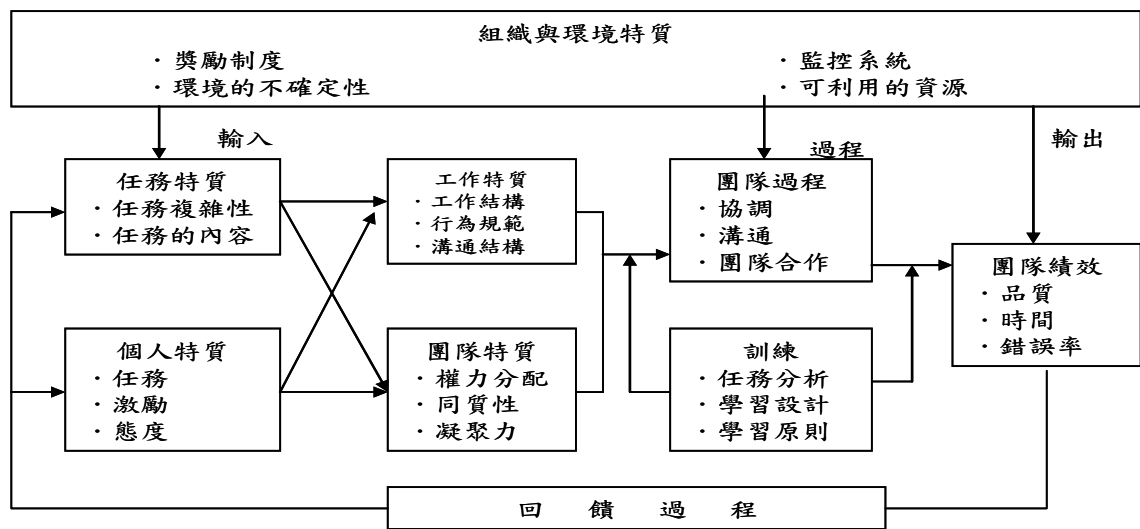 組織與環境特質
・獎勵制度
・監控系統
・環境的不確定性
・可利用的資源
輸入
過程
輸出
任務特質
・任務複雜性
・任務的內容
工作特質
・工作結構
・行為規範
・溝通結構
團隊過程
・協調
・溝通
・團隊合作
團隊績效
・品質
・時間
・錯誤率
個人特質
・任務
・激勵
・態度
團隊特質
・權力分配
・同質性
・凝聚力
訓練
・任務分析
・學習設計
・學習原則
回饋過程